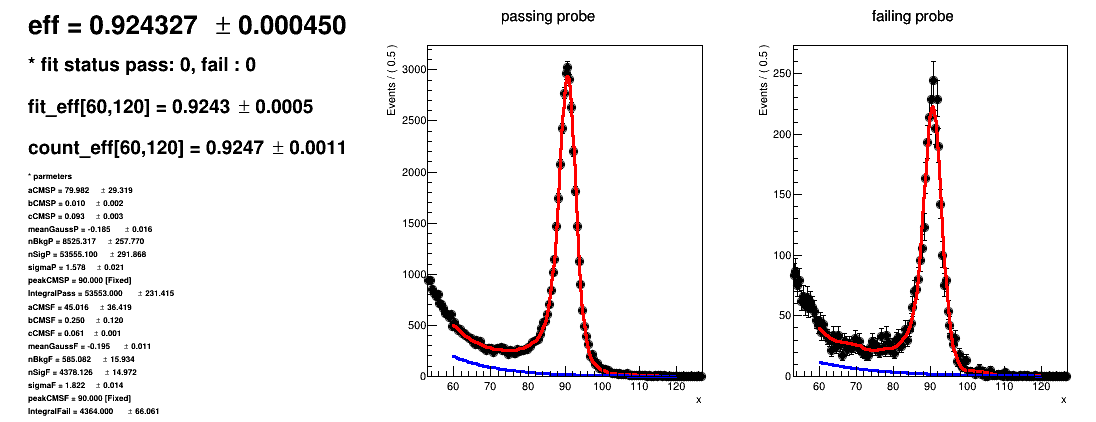 eff = 0.924327 ± 0.000450
* fit status pass: 0, fail : 0
fit_eff[60,120] = 0.9243 ± 0.0005
count_eff[60,120] = 0.9247 ± 0.0011
* parmeters
aCMSP = 79.982 ± 29.319
bCMSP = 0.010 ± 0.002
cCMSP = 0.093 ± 0.003
meanGaussP = -0.185 ± 0.016
nBkgP = 8525.317 ± 257.770
nSigP = 53555.100 ± 291.868
sigmaP = 1.578 ± 0.021
peakCMSP = 90.000 [Fixed]
IntegralPass = 53553.000 ± 231.415
aCMSF = 45.016 ± 36.419
bCMSF = 0.250 ± 0.120
cCMSF = 0.061 ± 0.001
meanGaussF = -0.195 ± 0.011
nBkgF = 585.082 ± 15.934
nSigF = 4378.126 ± 14.972
sigmaF = 1.822 ± 0.014
peakCMSF = 90.000 [Fixed]
IntegralFail = 4364.000 ± 66.061
passing probe
Events / ( 0.5 )
3000
2500
2000
1500
1000
500
0
60 70 80 90 100 110 120
x
failing probe
Events / ( 0.5 )
250
200
150
100
50
0
60 70 80 90 100 110 120
x